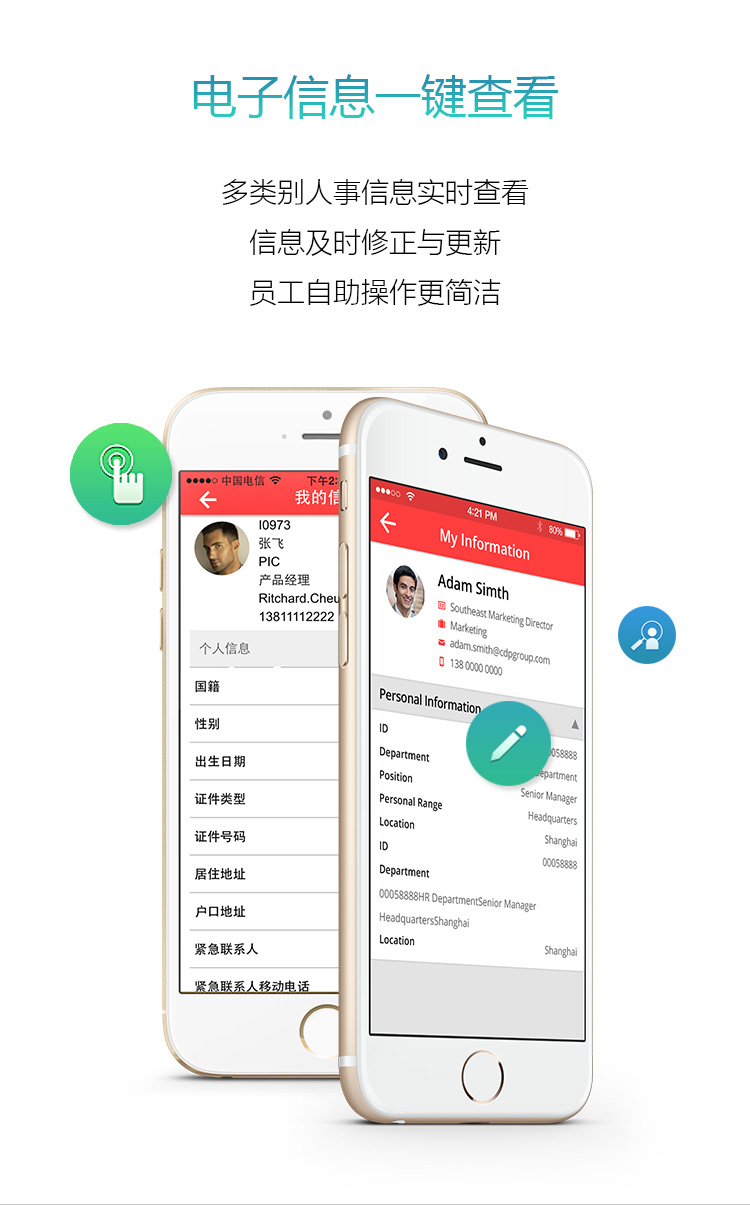 电子信息一键查看
多类别人事信息实时查看
信息及时修正与更新
员工自助操作更简洁
中国电信 下午2:
我的信
I0973
张飞
PIC
产品经理
Ritchard.Cheu
13811112222
个人信息
国籍
性别
出生日期
证件类型
证件号码
居住地址
户口地址
紧急联系人
紧急联系人移动电话
4:21 PM 80%
My Information
Adam Simth
Southeast Marketing Director
Marketing
adam.smith@cdpgroup.com
138 0000 0000
Personal Information
ID 0058888
Department epartment
Position Senior Manager
Personal Range Headquarters
Location Shanghai
ID 00058888
Department
00058888HR DepartmentSenior Manager
HeadquartersShanghai
Location Shanghai